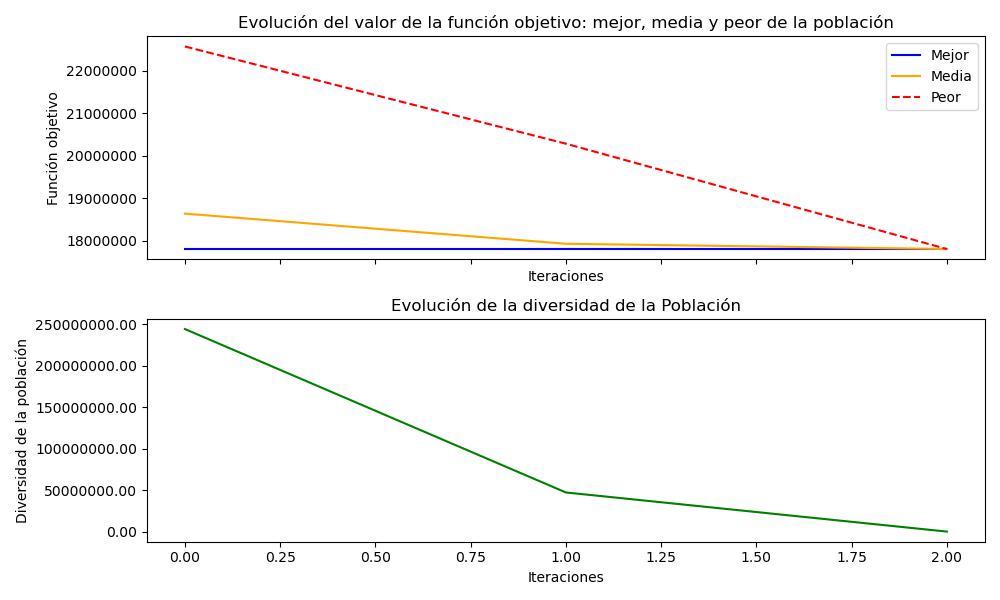 Evolución del valor de la función objetivo: mejor, media y peor de la población
Función objetivo
22000000
21000000
20000000
19000000
18000000
Mejor
Media
Peor
Iteraciones
Evolución de la diversidad de la Población
Diversidad de la población
250000000.00
200000000.00
150000000.00
100000000.00
50000000.00
0.00
0.00 0.25 0.50 0.75 1.00 1.25 1.50 1.75 2.00
Iteraciones